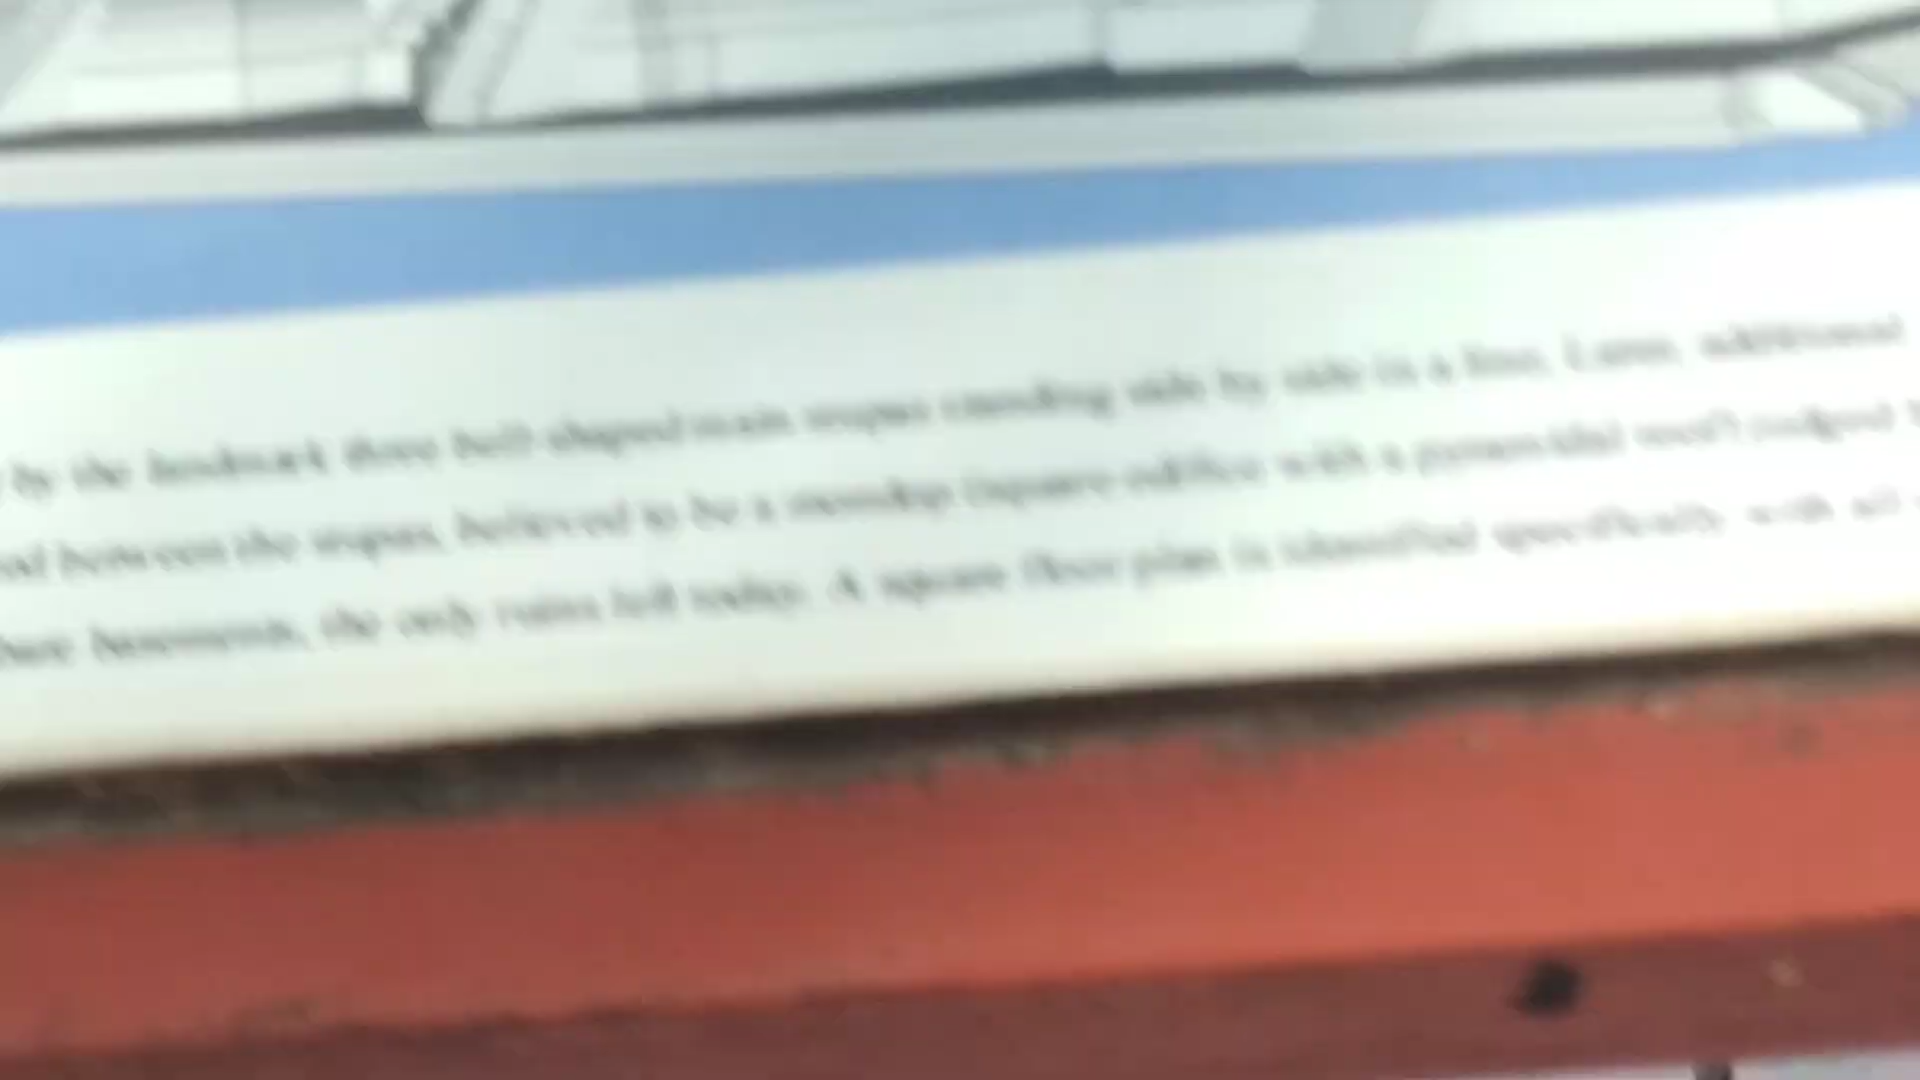 by the landmark three bell-shaped main stupas standing side by side in a line. Later, additional
between the stupas, believed to be a mondop (square edifice with a pyramidal roof)
basements, the only ruins left today. A square floor plan is identified specifically with all